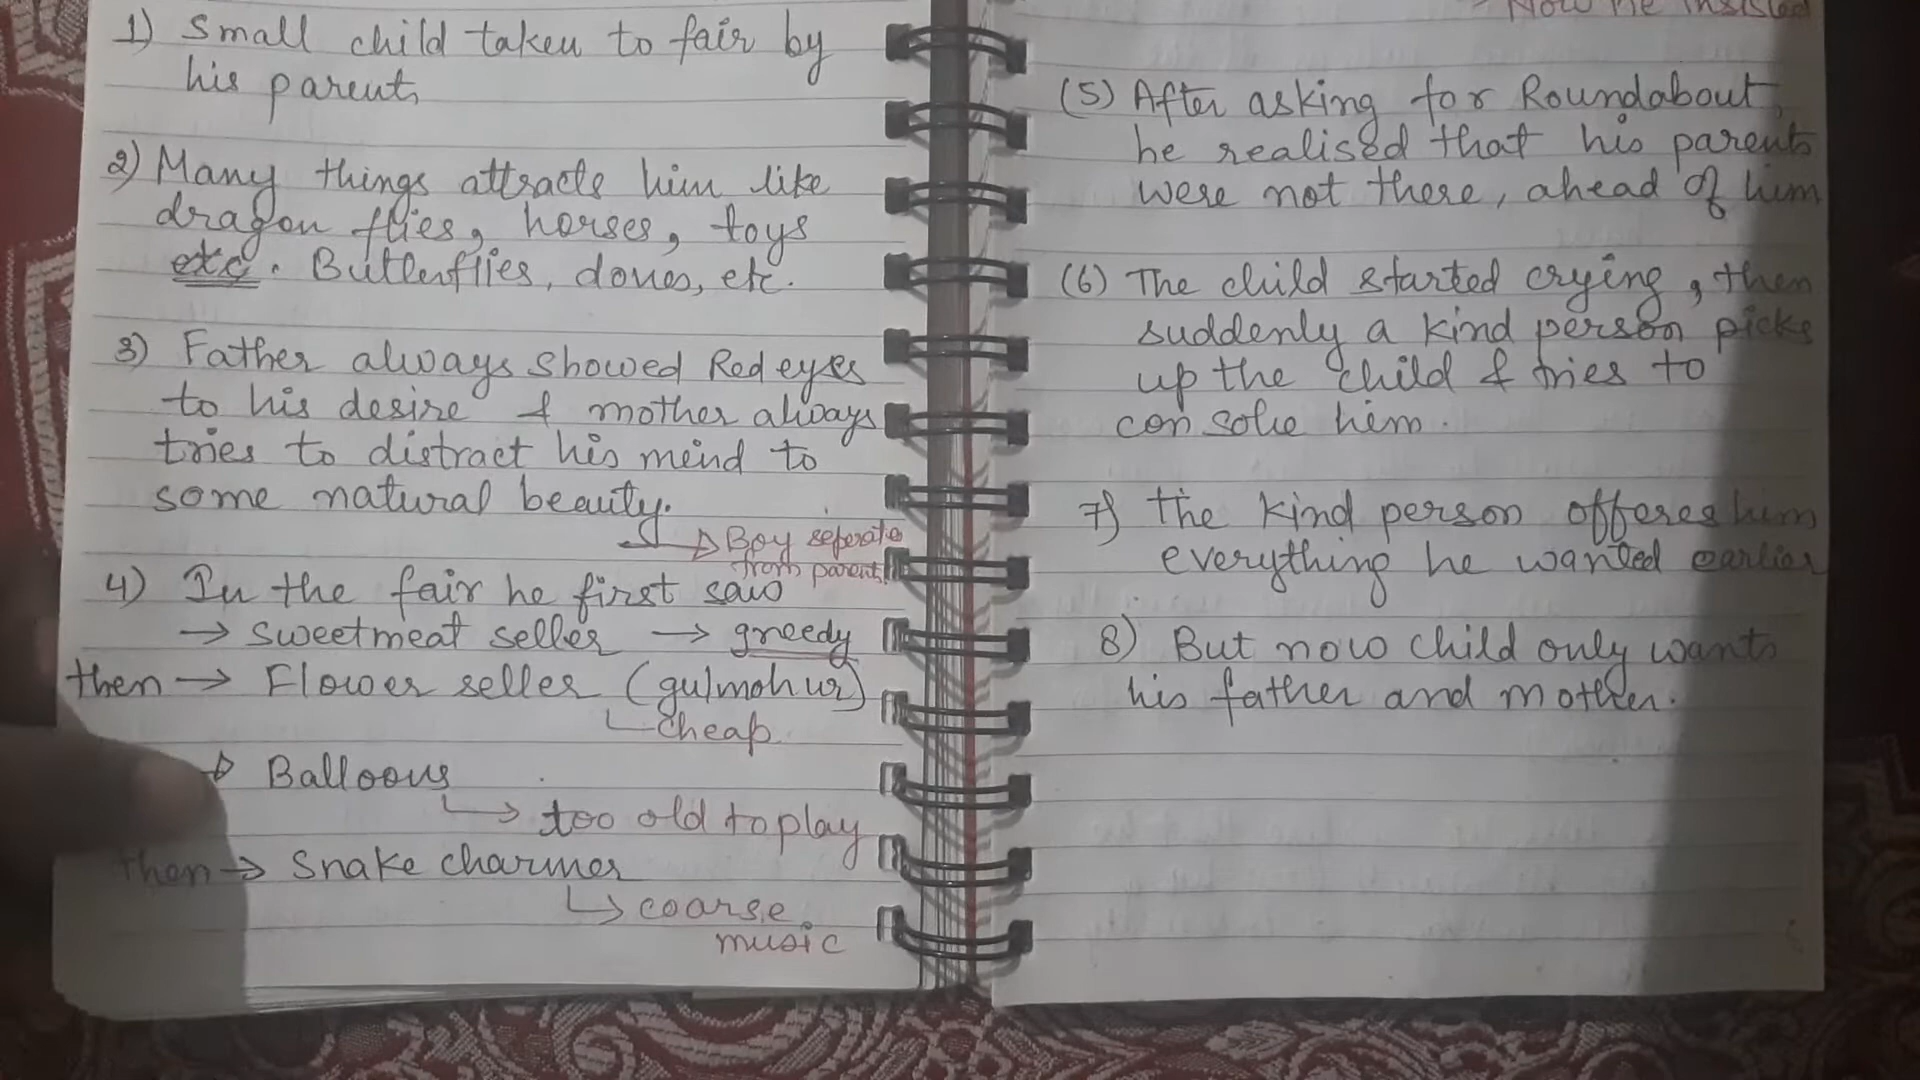 1) Small child taken to fair by
his parents
2) Many things attracts him like
dragon flies, horses, toys
etc. Butterflies, doves, etc.
3) Father always showed Red eyes
to his desire & mother always
tries to distract his mind to
some natural beauty.
→ Boy seperates
from parents
4) In the fair he first saw
→ sweetmeat seller → greedy
then → Flower seller (gulmohur)
cheap
→ Balloons
→ too old to play
then → Snake charmer
→ coarse
music
Now he insisted
(5) After asking for Roundabout,
he realised that his parents
were not there, ahead of him
(6) The child started crying, then
suddenly a kind person picks
up the child & tries to
console him.
7) The kind person offeres him
everything he wanted earlier
8) But now child only wants
his father and mother.